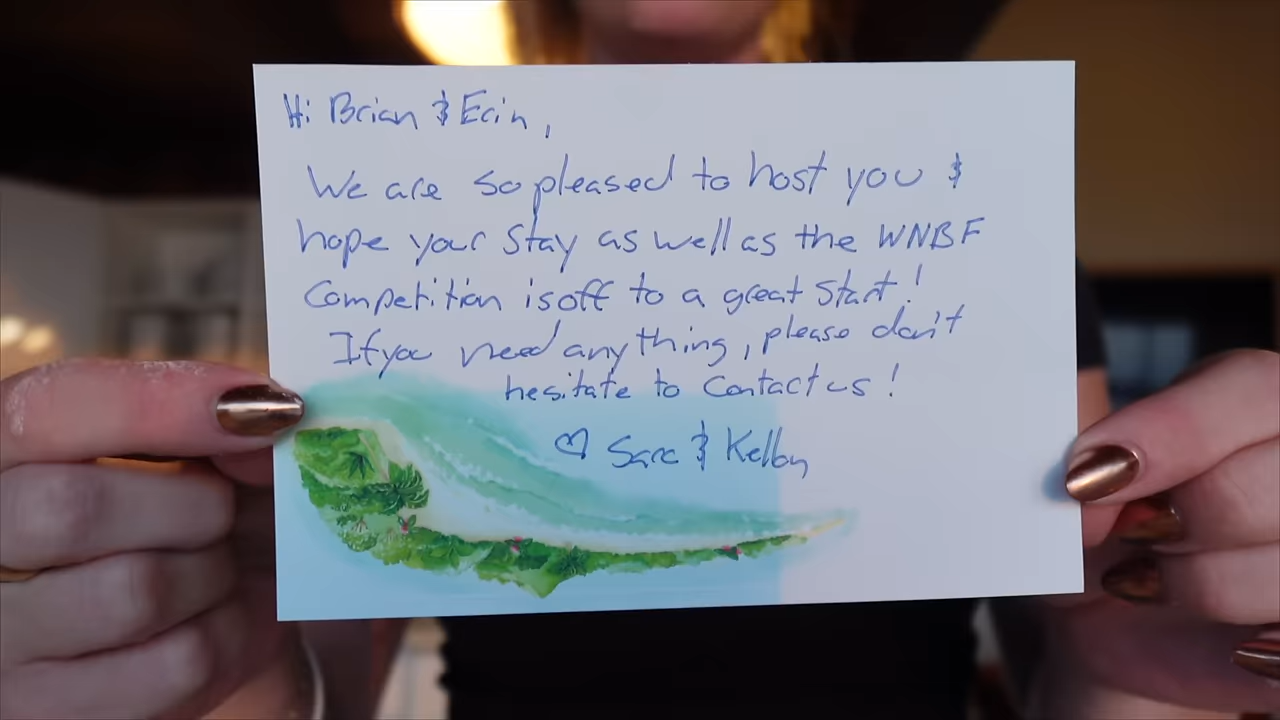 Hi Brian & Erin,
We are so pleased to host you &
hope your stay as well as the WNBF
Competition is off to a great start!
If you need anything, please don't
hesitate to contact us!
♡ Sara & Kellan